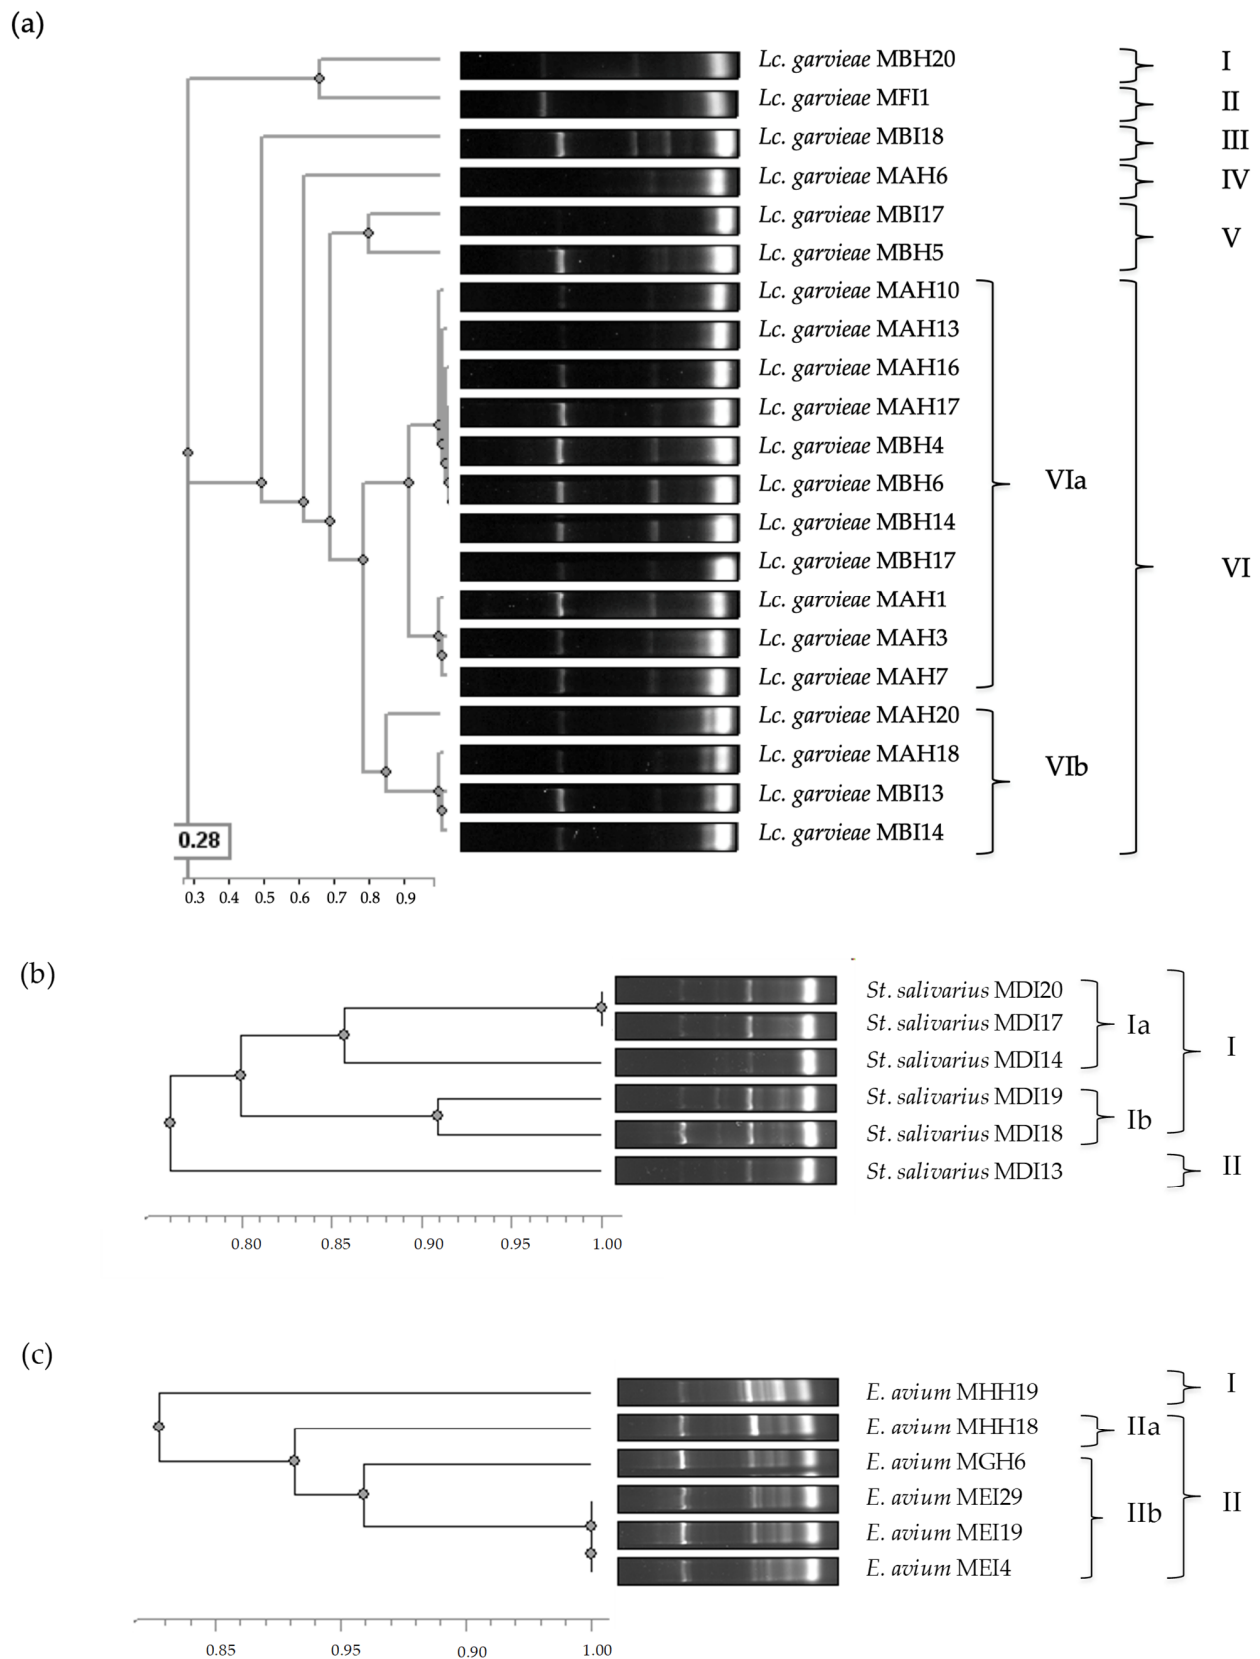 (a)
Lc. garvieae MBH20 I
Lc. garvieae MFI1 II
Lc. garvieae MBI18 III
Lc. garvieae MAH6 IV
Lc. garvieae MBI17
V
Lc. garvieae MBH5
Lc. garvieae MAH10
Lc. garvieae MAH13
Lc. garvieae MAH16
Lc. garvieae MAH17
Lc. garvieae MBH4
VIa
Lc. garvieae MBH6
Lc. garvieae MBH14
Lc. garvieae MBH17
VI
Lc. garvieae MAH1
Lc. garvieae MAH3
Lc. garvieae MAH7
Lc. garvieae MAH20
Lc. garvieae MAH18
VIb
Lc. garvieae MBI13
Lc. garvieae MBI14
0.28
0.3 0.4 0.5 0.6 0.7 0.8 0.9
(b)
St. salivarius MDI20
St. salivarius MDI17 Ia
I
St. salivarius MDI14
St. salivarius MDI19
Ib
St. salivarius MDI18
St. salivarius MDI13 II
0.80 0.85 0.90 0.95 1.00
(c)
E. avium MHH19 I
E. avium MHH18 IIa
E. avium MGH6
E. avium MEI29
IIb II
E. avium MEI19
E. avium MEI4
0.85 0.95 0.90 1.00